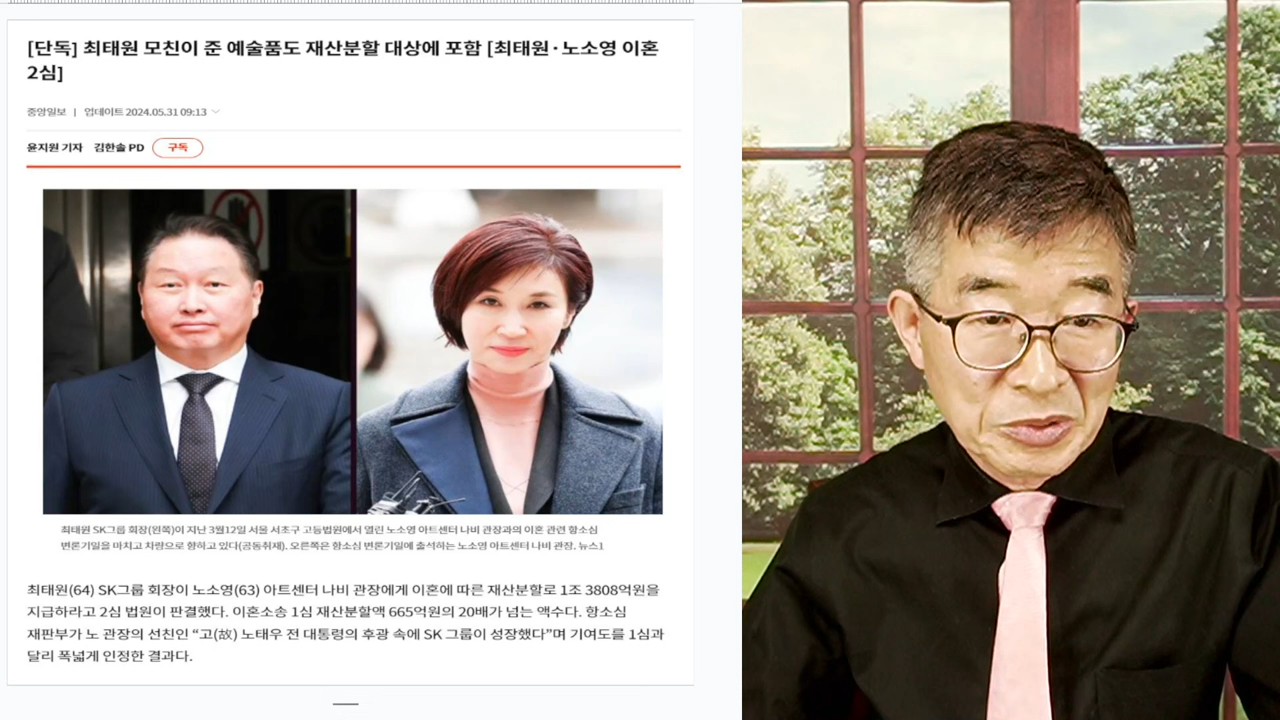 [단독] 최태원 모친이 준 예술품도 재산분할 대상에 포함 [최태원·노소영 이혼
2심]
중앙일보 | 업데이트 2024.05.31 09:13
윤지원 기자 김한솔 PD 구독
최태원 SK그룹 회장(왼쪽)이 지난 3월12일 서울 서초구 고등법원에서 열린 노소영 아트센터 나비 관장과의 이혼 관련 항소심
변론기일을 마치고 차량으로 향하고 있다(공동취재). 오른쪽은 항소심 변론기일에 출석하는 노소영 아트센터 나비 관장. 뉴스1
최태원(64) SK그룹 회장이 노소영(63) 아트센터 나비 관장에게 이혼에 따른 재산분할로 1조 3808억원을
지급하라고 2심 법원이 판결했다. 이혼소송 1심 재산분할액 665억원의 20배가 넘는 액수다. 항소심
재판부가 노 관장의 선친인 “고(故) 노태우 전 대통령의 후광 속에 SK 그룹이 성장했다”며 기여도를 1심과
달리 폭넓게 인정한 결과다.